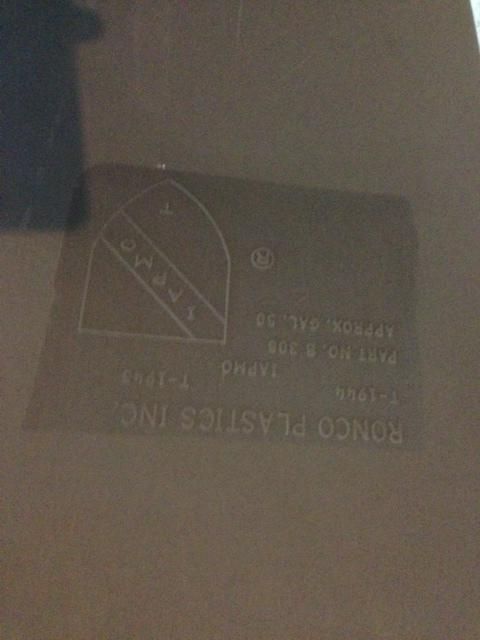 RONCO PLASTICS INC.
T-1944 IAPMO T-1943
PART NO. B 308
APPROX. GAL. 50
®
IAPMO
T